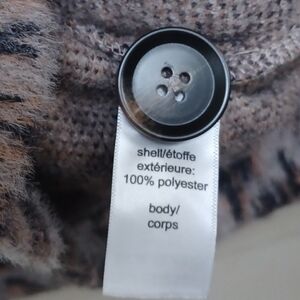 shell/étoffe
extérieure:
100% polyester
body/
corps